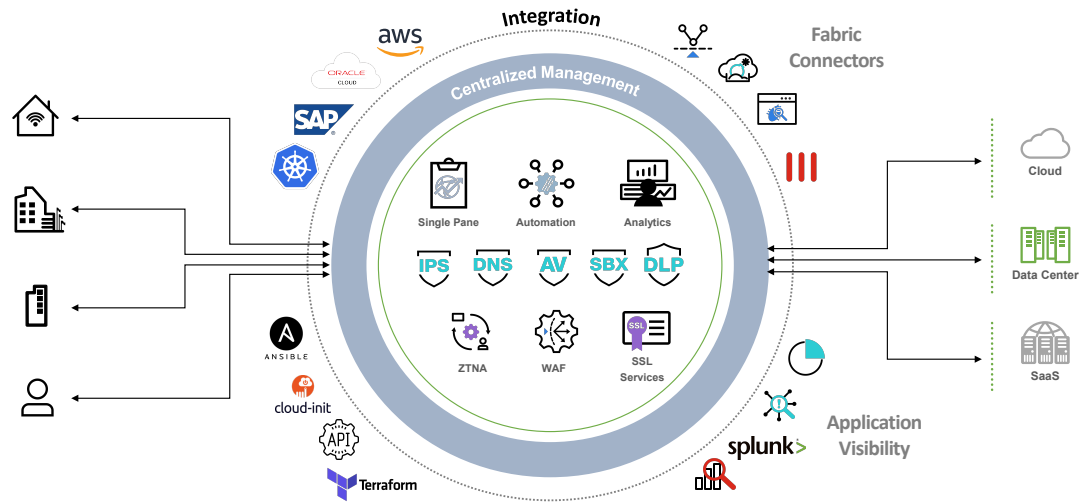 Integration
Fabric
Connectors
aws
ORACLE
CLOUD
SAP
Centralized Management
Single Pane
Automation
Analytics
Cloud
IPS
DNS
AV
SBX
DLP
Data Center
SSL
ZTNA
WAF
SSL
Services
SaaS
A
ANSIBLE
cloud-init
API
Terraform
Application
Visibility
splunk>